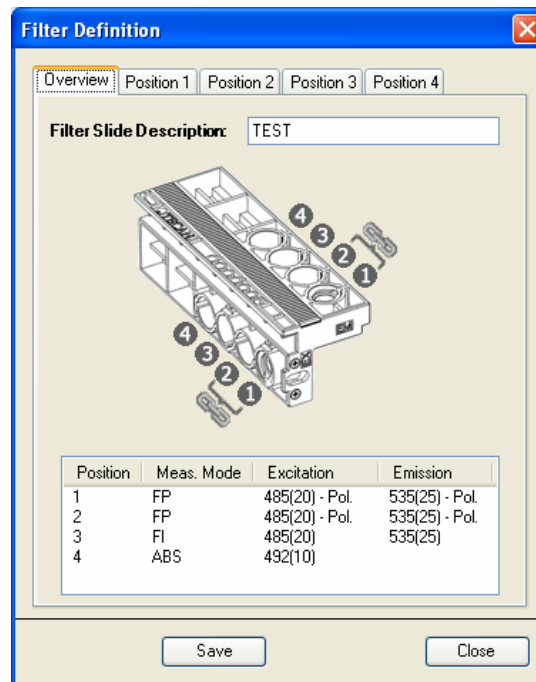 Filter Definition
Overview Position 1 Position 2 Position 3 Position 4
Filter Slide Description: TEST
4
3
2
1
EM
4
3
2
1
Position Meas. Mode Excitation Emission
1 FP 485(20) - Pol. 535(25) - Pol.
2 FP 485(20) - Pol. 535(25) - Pol.
3 FI 485(20) 535(25)
4 ABS 492(10)
Save Close